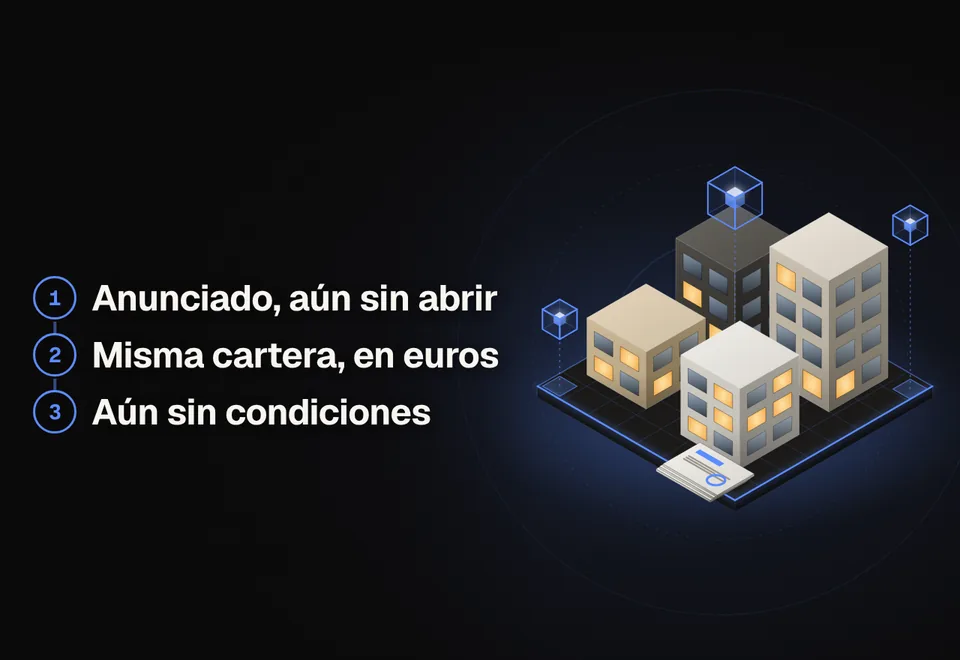 1 Anunciado, aún sin abrir
2 Misma cartera, en euros
3 Aún sin condiciones